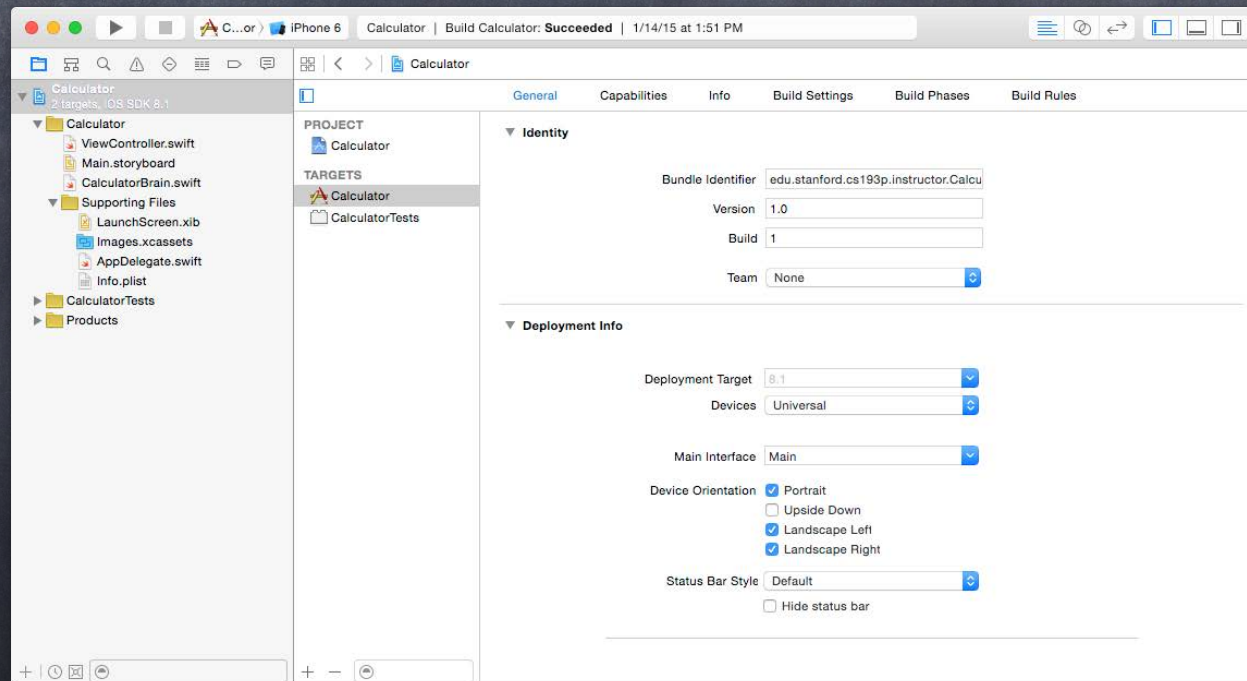 C...or
iPhone 6
Calculator | Build Calculator: Succeeded | 1/14/15 at 1:51 PM
Calculator
Calculator
2 targets, iOS SDK 8.1
Calculator
ViewController.swift
Main.storyboard
CalculatorBrain.swift
Supporting Files
LaunchScreen.xib
Images.xcassets
AppDelegate.swift
Info.plist
CalculatorTests
Products
PROJECT
Calculator
TARGETS
Calculator
CalculatorTests
General Capabilities Info Build Settings Build Phases Build Rules
Identity
Bundle Identifier edu.stanford.cs193p.instructor.Calcu
Version 1.0
Build 1
Team None
Deployment Info
Deployment Target 8.1
Devices Universal
Main Interface Main
Device Orientation Portrait
Upside Down
Landscape Left
Landscape Right
Status Bar Style Default
Hide status bar